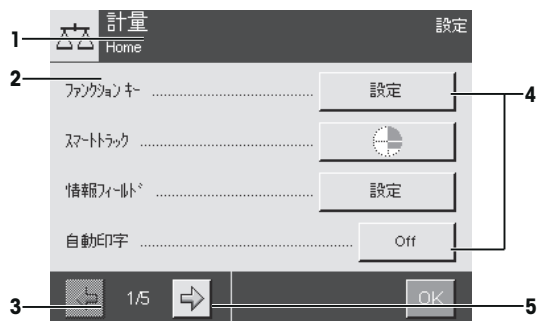 計量
Home
設定
1
2
ファンクション キー ........................................ 設定
4
スマートトラック ........................................
情報フィールド ........................................ 設定
自動印字 ........................................ Off
3
1/5
OK
5